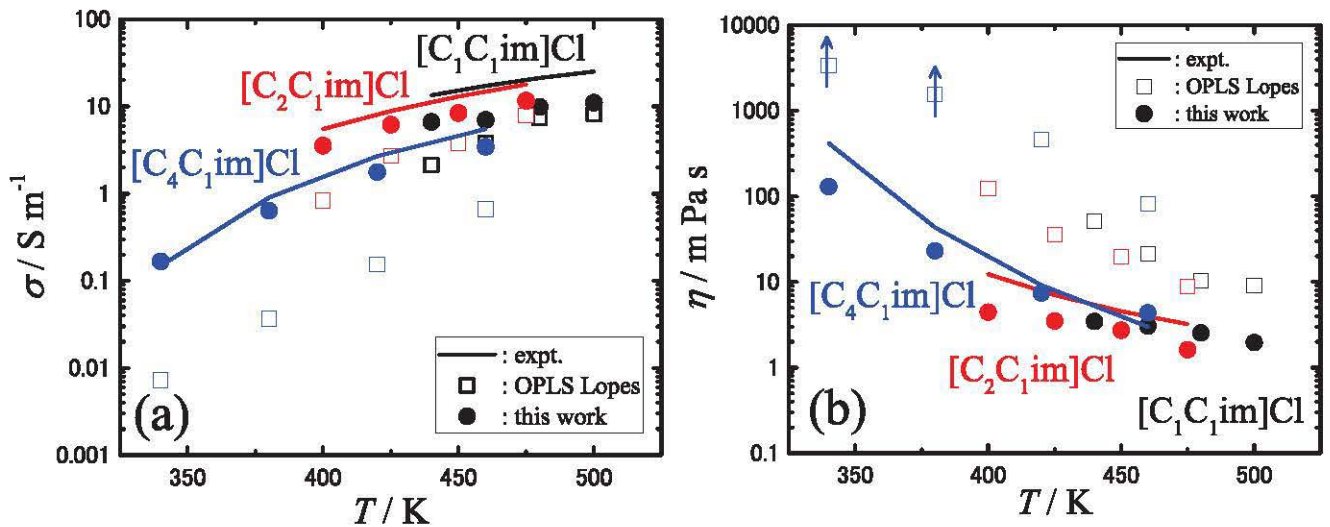 100
[C₁C₁im]Cl
[C₂C₁im]Cl
10
[C₄C₁im]Cl
1
σ / S m⁻¹
0.1
0.01
: expt.
: OPLS Lopes
: this work
(a)
0.001
350 400 450 500
T / K
10000
: expt.
: OPLS Lopes
: this work
1000
100
η / m Pa s
10
[C₄C₁im]Cl
1
[C₂C₁im]Cl
[C₁C₁im]Cl
(b)
0.1
350 400 450 500
T / K